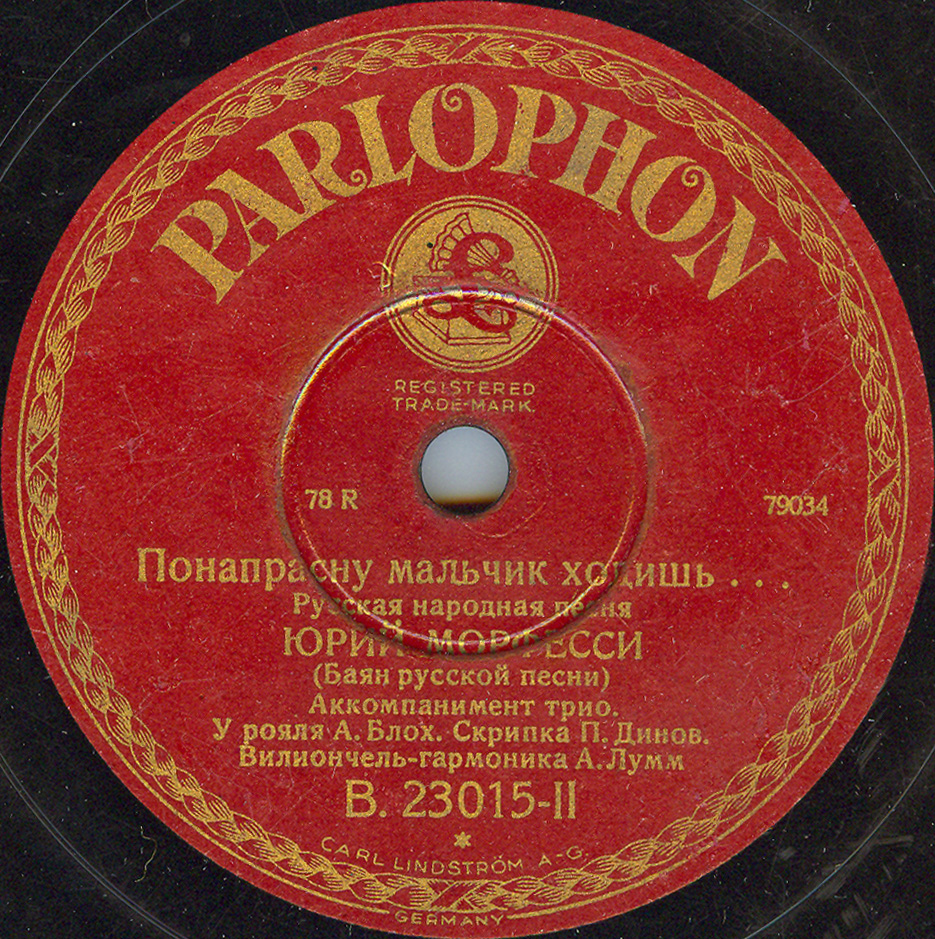 PARLOPHON
REGISTERED
TRADE-MARK.
78 R
79034
Понапрасну мальчик ходишь . . .
Русская народная песня
ЮРИЙ МОРФЕССИ
(Баян русской песни)
Аккомпанимент трио.
У рояля А. Блох. Скрипка П. Динов.
Вилиончель-гармоника А. Лумм
B. 23015-II
*
CARL LINDSTRÖM A-G.
GERMANY